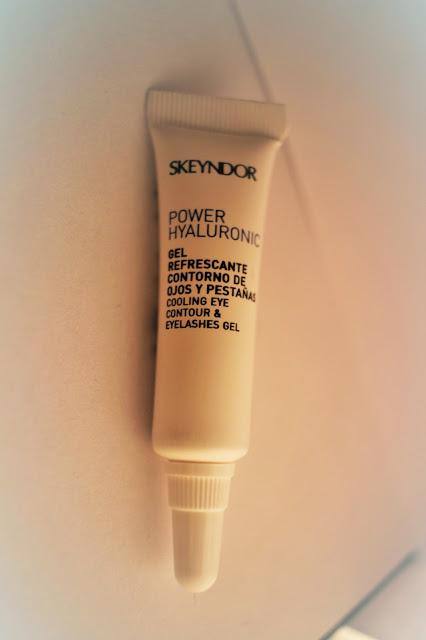 SKEYNDOR
POWER
HYALURONIC
GEL
REFRESCANTE
CONTORNO DE
OJOS Y PESTAÑAS
COOLING EYE
CONTOUR &
EYELASHES GEL